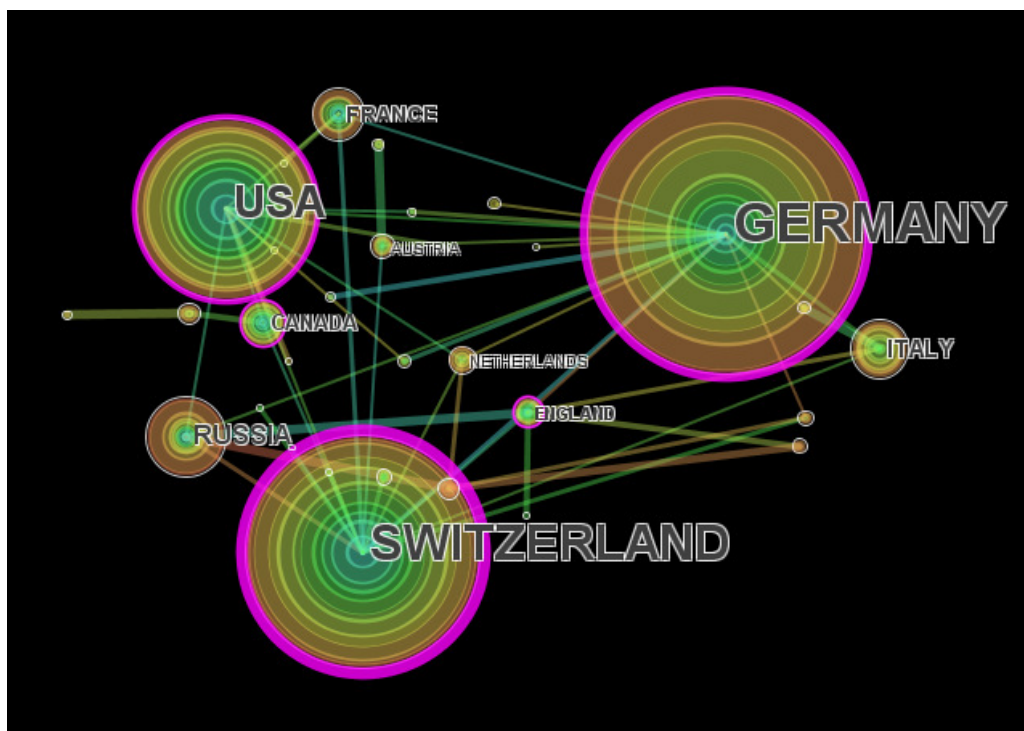 FRANCE
USA
GERMANY
AUSTRIA
CANADA
ITALY
NETHERLANDS
ENGLAND
RUSSIA
SWITZERLAND